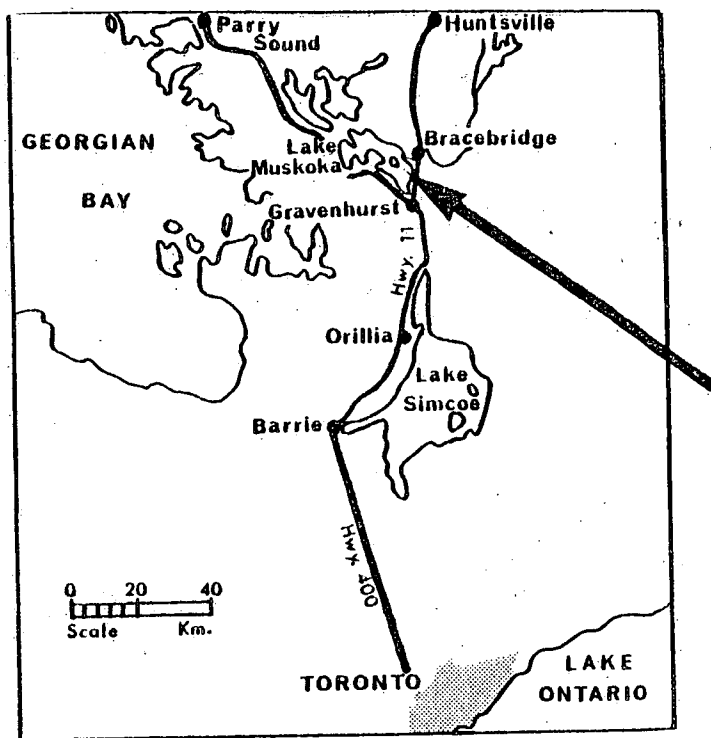 Parry
Sound
Huntsville
GEORGIAN
BAY
Lake
Muskoka
Bracebridge
Gravenhurst
Hwy. 11
Orillia
Lake
Simcoe
Barrie
Hwy. 400
0 20 40
Scale Km.
TORONTO
LAKE
ONTARIO